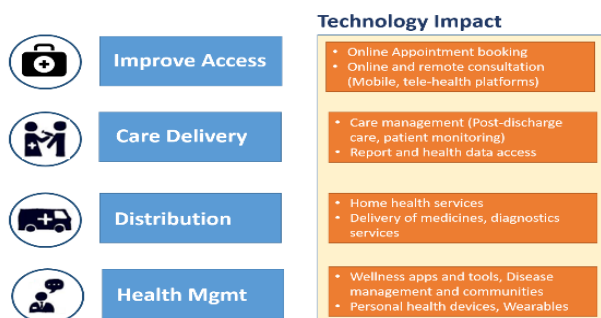 Technology Impact
Improve Access
• Online Appointment booking
• Online and remote consultation
(Mobile, tele-health platforms)
Care Delivery
• Care management (Post-discharge
care, patient monitoring)
• Report and health data access
Distribution
• Home health services
• Delivery of medicines, diagnostics
services
Health Mgmt
• Wellness apps and tools, Disease
management and communities
• Personal health devices, Wearables